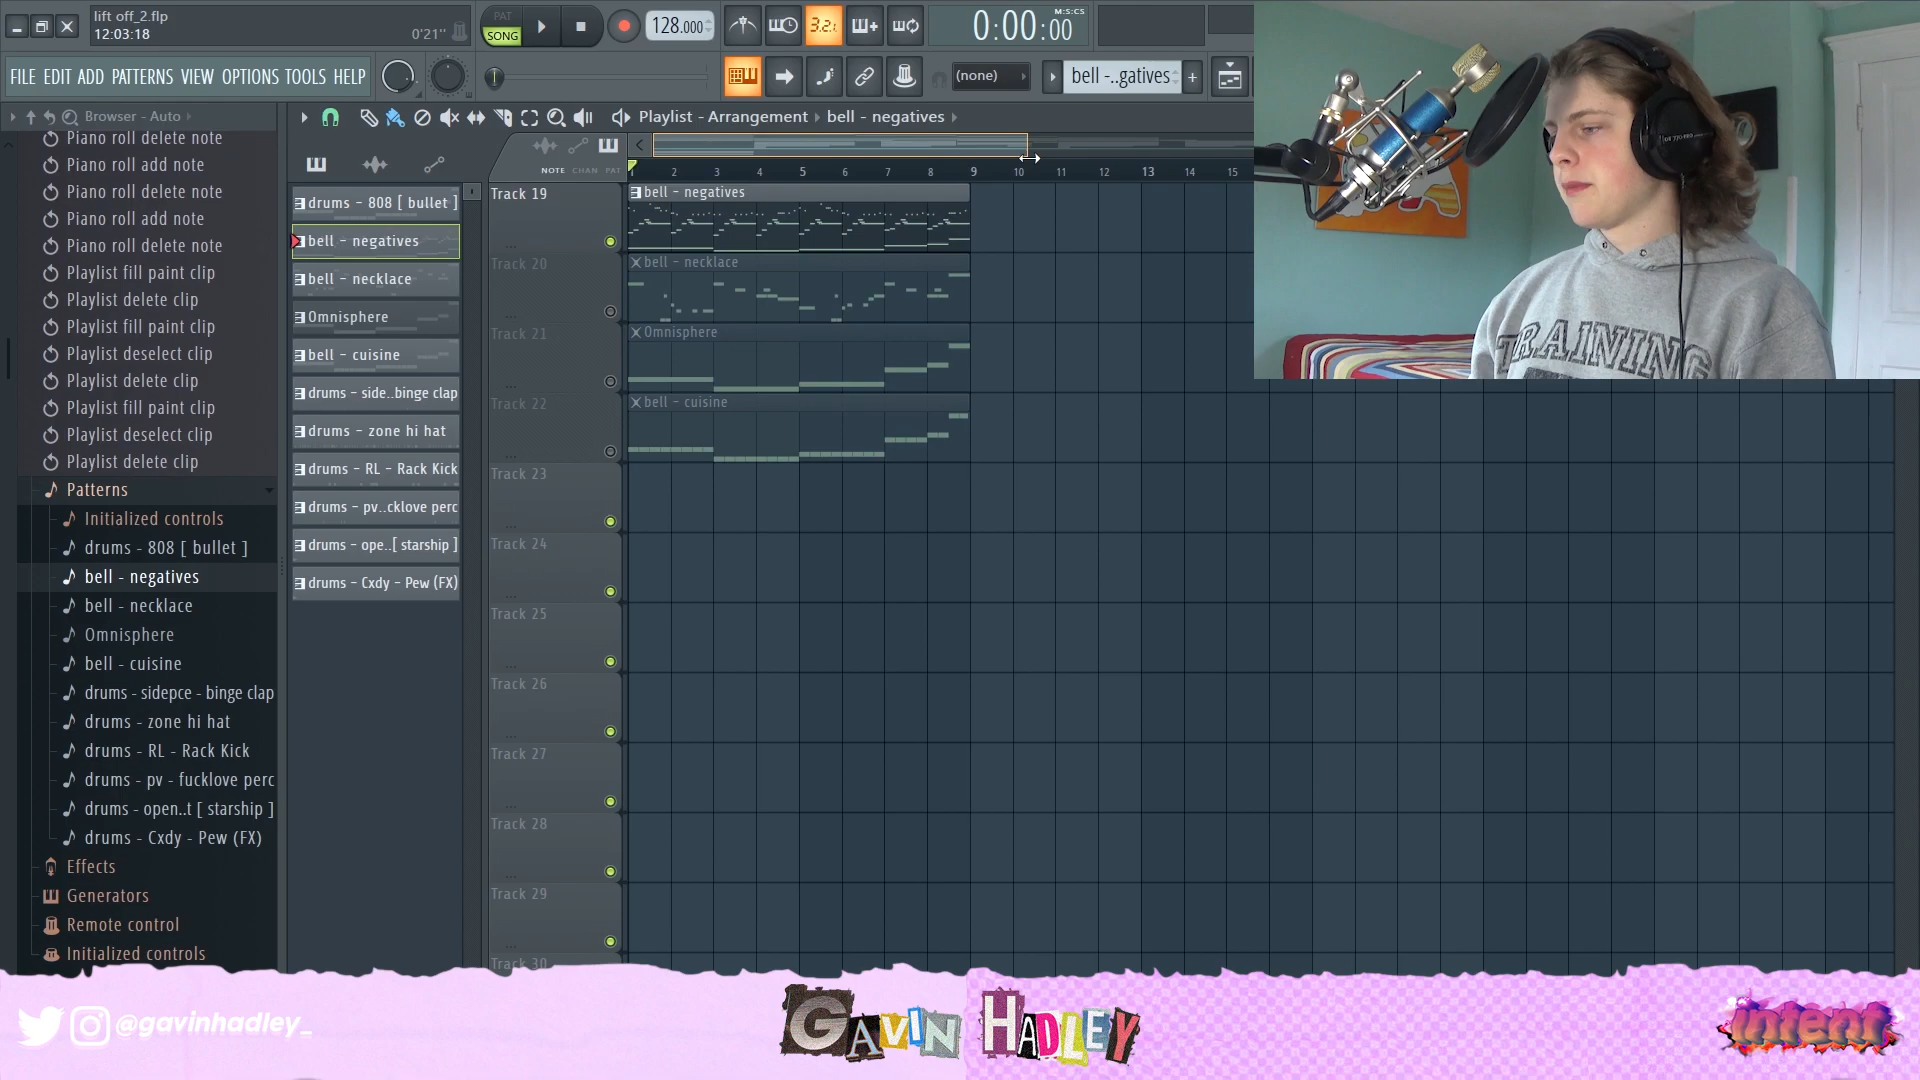 lift off_2.flp
12:03:18
0'21"
PAT
SONG
128.000
3.2.
0:00:00
M:S:CS
FILE EDIT ADD PATTERNS VIEW OPTIONS TOOLS HELP
(none)
bell -..gatives
+
Browser - Auto
Playlist - Arrangement
bell - negatives
Piano roll delete note
Piano roll add note
Piano roll delete note
Piano roll add note
Piano roll delete note
Playlist fill paint clip
Playlist delete clip
Playlist fill paint clip
Playlist deselect clip
Playlist delete clip
Playlist fill paint clip
Playlist deselect clip
Playlist delete clip
Patterns
Initialized controls
drums - 808 [ bullet ]
bell - negatives
bell - necklace
Omnisphere
bell - cuisine
drums - sidepce - binge clap
drums - zone hi hat
drums - RL - Rack Kick
drums - pv - fucklove perc
drums - open..t [ starship ]
drums - Cxdy - Pew (FX)
Effects
Generators
Remote control
Initialized controls
drums - 808 [ bullet ]
bell - negatives
bell - necklace
Omnisphere
bell - cuisine
drums - side..binge clap
drums - zone hi hat
drums - RL - Rack Kick
drums - pv..cklove perc
drums - ope..[ starship ]
drums - Cxdy - Pew (FX)
NOTE CHAN PAT
1 2 3 4 5 6 7 8 9 10 11 12 13 14 15
Track 19
bell - negatives
Track 20
bell - necklace
Track 21
Omnisphere
Track 22
bell - cuisine
Track 23
Track 24
Track 25
Track 26
Track 27
Track 28
Track 29
Track 30
TRAINING
@gavinhadley_
GAVIN HADLEY
intent